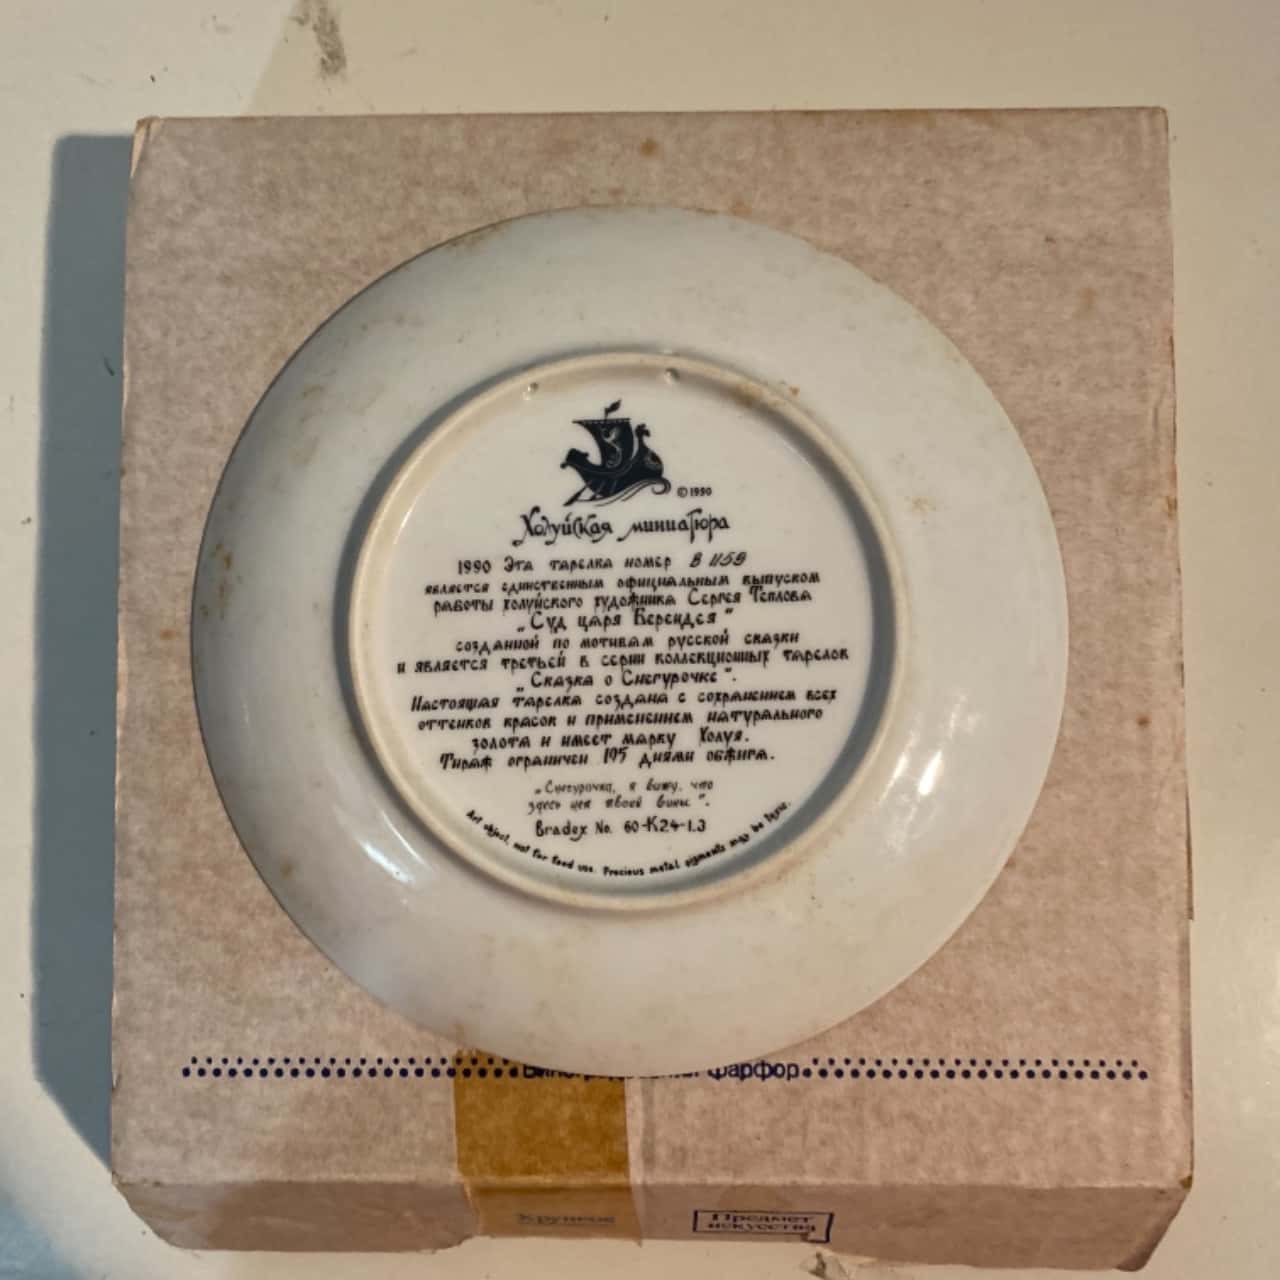 ©1990
Холуйская миниатюра
1990 Эта тарелка номер В 1159
является единственным официальным выпуском
работы холуйского художника Сергея Теплова
„Суд царя Берендея"
созданной по мотивам русской сказки
и является третьей в серии коллекционных тарелок
„Сказка о Снегурочке".
Настоящая тарелка создана с сохранением всех
оттенков красок и применением натурального
золота и имеет марку Холуя.
Тираж ограничен 195 днями обжига.
„Снегурочка, я вижу, что
здесь нет твоей вины".
Bradex No. 60-K24-1.3
Art object, not for food use. Precious metal pigments may be toxic.
фарфор
Хрупкое
Предмет
искусства